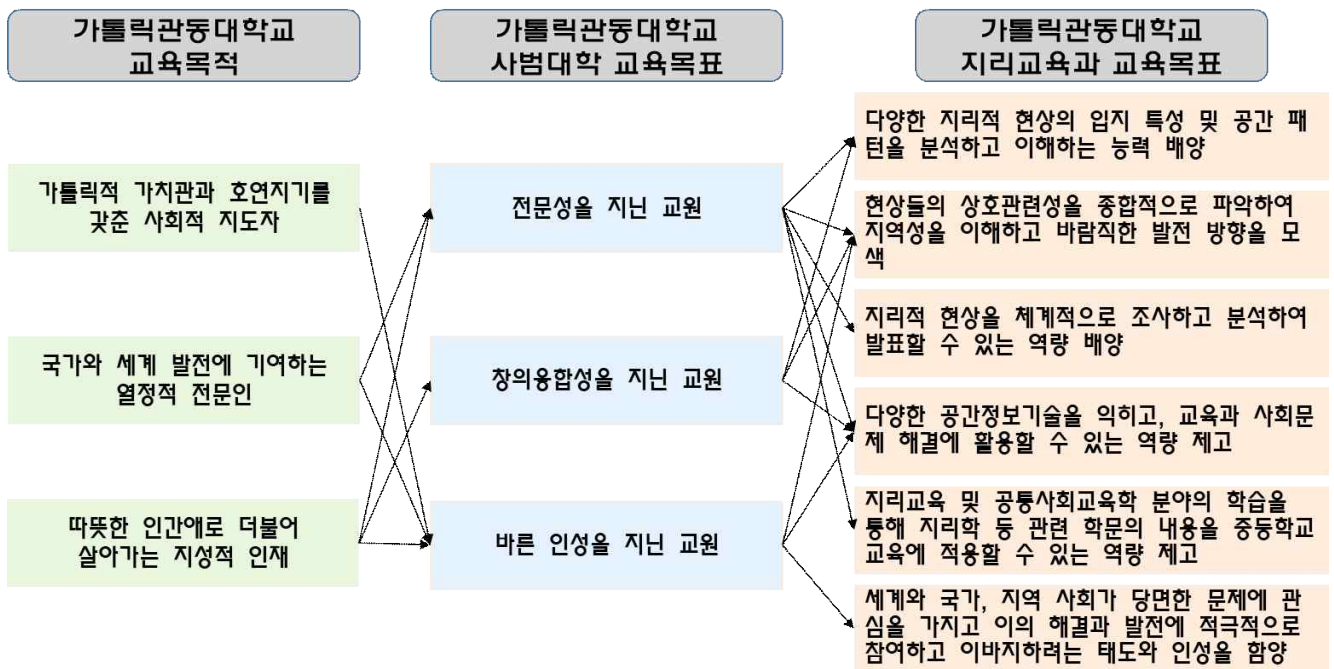 가톨릭관동대학교
교육목적
가톨릭관동대학교
사범대학 교육목표
가톨릭관동대학교
지리교육과 교육목표
가톨릭적 가치관과 호연지기를
갖춘 사회적 지도자
국가와 세계 발전에 기여하는
열정적 전문인
따뜻한 인간애로 더불어
살아가는 지성적 인재
전문성을 지닌 교원
창의융합성을 지닌 교원
바른 인성을 지닌 교원
다양한 지리적 현상의 입지 특성 및 공간 패
턴을 분석하고 이해하는 능력 배양
현상들의 상호관련성을 종합적으로 파악하여
지역성을 이해하고 바람직한 발전 방향을 모
색
지리적 현상을 체계적으로 조사하고 분석하여
발표할 수 있는 역량 배양
다양한 공간정보기술을 익히고, 교육과 사회문
제 해결에 활용할 수 있는 역량 제고
지리교육 및 공통사회교육학 분야의 학습을
통해 지리학 등 관련 학문의 내용을 중등학교
교육에 적용할 수 있는 역량 제고
세계와 국가, 지역 사회가 당면한 문제에 관
심을 가지고 이의 해결과 발전에 적극적으로
참여하고 이바지하려는 태도와 인성을 함양